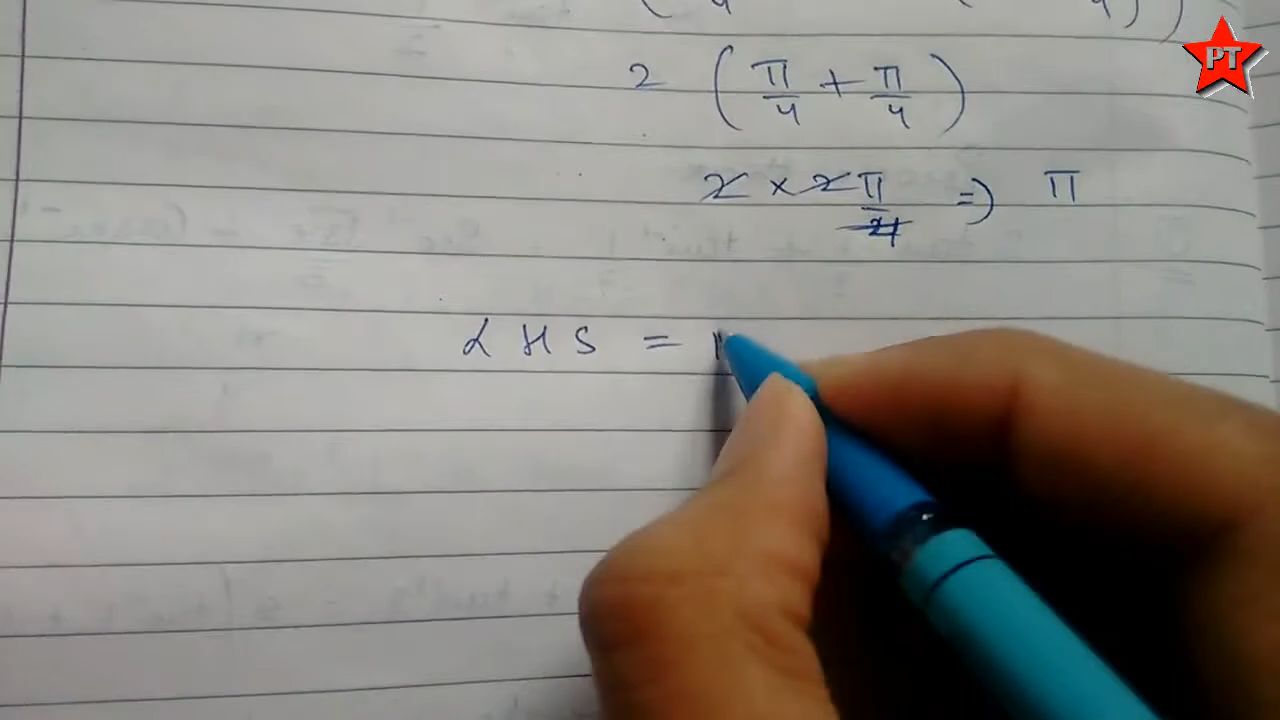 2 ( π/4 + π/4 )
2 × 2π/4 => π
LHS =
PT